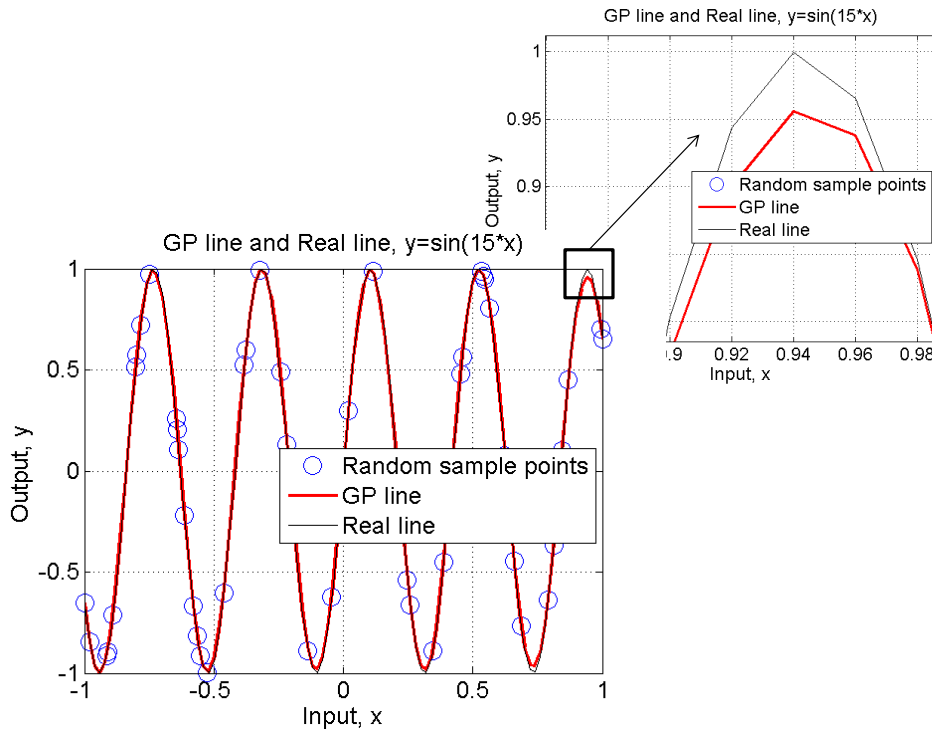 GP line and Real line, y=sin(15*x)
1
0.95
0.9
Output, y
Random sample points
GP line
Real line
0.9
0.92
0.94
0.96
0.98
Input, x
GP line and Real line, y=sin(15*x)
1
0.5
0
-0.5
-1
Output, y
Random sample points
GP line
Real line
-1
-0.5
0
0.5
1
Input, x